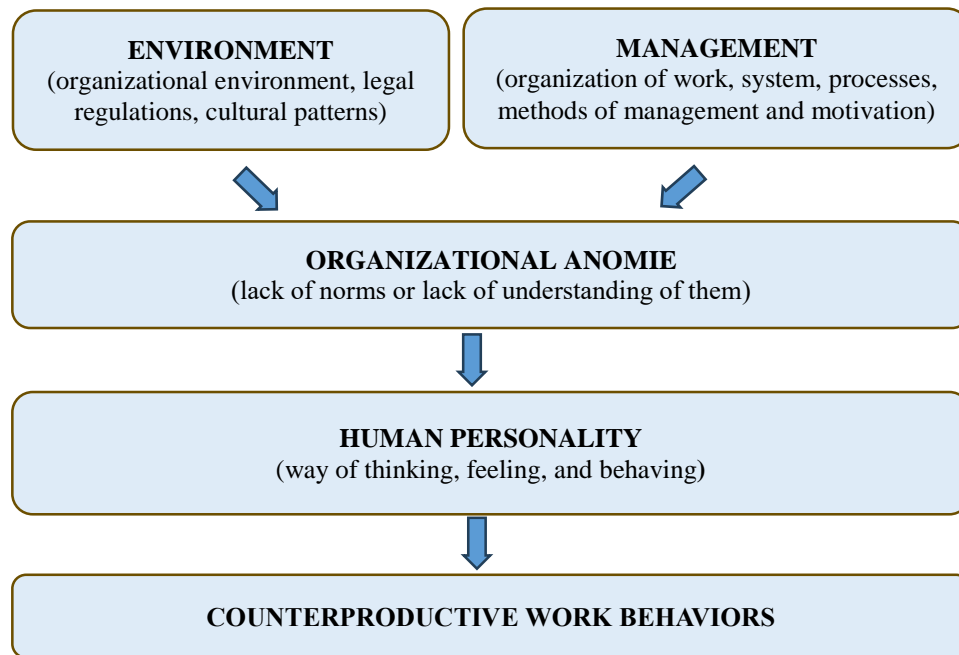 ENVIRONMENT
(organizational environment, legal
regulations, cultural patterns)
MANAGEMENT
(organization of work, system, processes,
methods of management and motivation)
ORGANIZATIONAL ANOMIE
(lack of norms or lack of understanding of them)
HUMAN PERSONALITY
(way of thinking, feeling, and behaving)
COUNTERPRODUCTIVE WORK BEHAVIORS